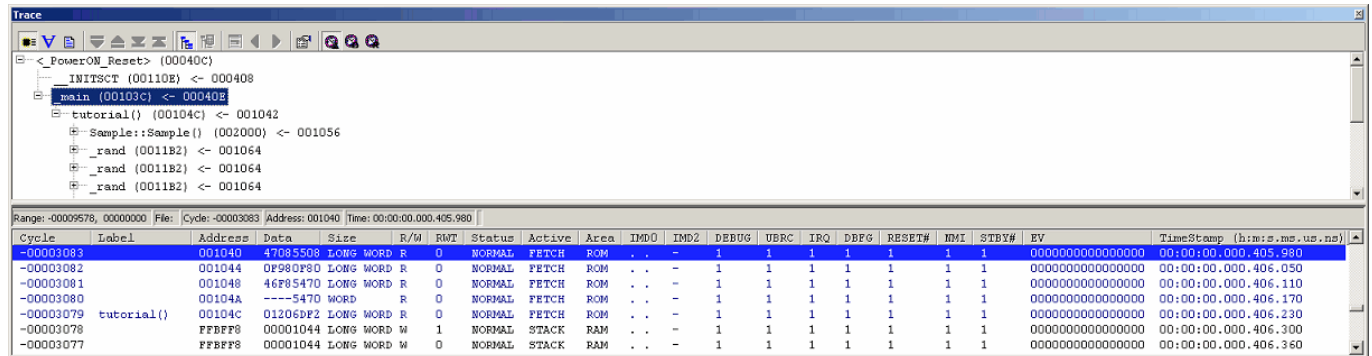 Trace
< _PowerON_Reset> (00040C)
__INITSCT (00110E) <- 000408
_main (00103C) <- 00040E
tutorial() (00104C) <- 001042
Sample::Sample() (002000) <- 001056
_rand (0011B2) <- 001064
_rand (0011B2) <- 001064
_rand (0011B2) <- 001064
Range: -00009578, 00000000 File: Cycle: -00003083 Address: 001040 Time: 00:00:00.000.405.980
Cycle Label Address Data Size R/W RWT Status Active Area IMD0 IMD2 DEBUG UBRC IRQ DBFG RESET# NMI STBY# EV TimeStamp (h:m:s.ms.us.ns)
-00003083 001040 47085508 LONG WORD R 0 NORMAL FETCH ROM . . - 1 1 1 1 1 1 1 0000000000000000 00:00:00.000.405.980
-00003082 001044 0F980F80 LONG WORD R 0 NORMAL FETCH ROM . . - 1 1 1 1 1 1 1 0000000000000000 00:00:00.000.406.050
-00003081 001048 46F85470 LONG WORD R 0 NORMAL FETCH ROM . . - 1 1 1 1 1 1 1 0000000000000000 00:00:00.000.406.110
-00003080 00104A ----5470 WORD R 0 NORMAL FETCH ROM . . - 1 1 1 1 1 1 1 0000000000000000 00:00:00.000.406.170
-00003079 tutorial() 00104C 01206DF2 LONG WORD R 0 NORMAL FETCH ROM . . - 1 1 1 1 1 1 1 0000000000000000 00:00:00.000.406.230
-00003078 FFBFF8 00001044 LONG WORD W 1 NORMAL STACK RAM . . - 1 1 1 1 1 1 1 0000000000000000 00:00:00.000.406.300
-00003077 FFBFF8 00001044 LONG WORD W 0 NORMAL STACK RAM . . - 1 1 1 1 1 1 1 0000000000000000 00:00:00.000.406.360